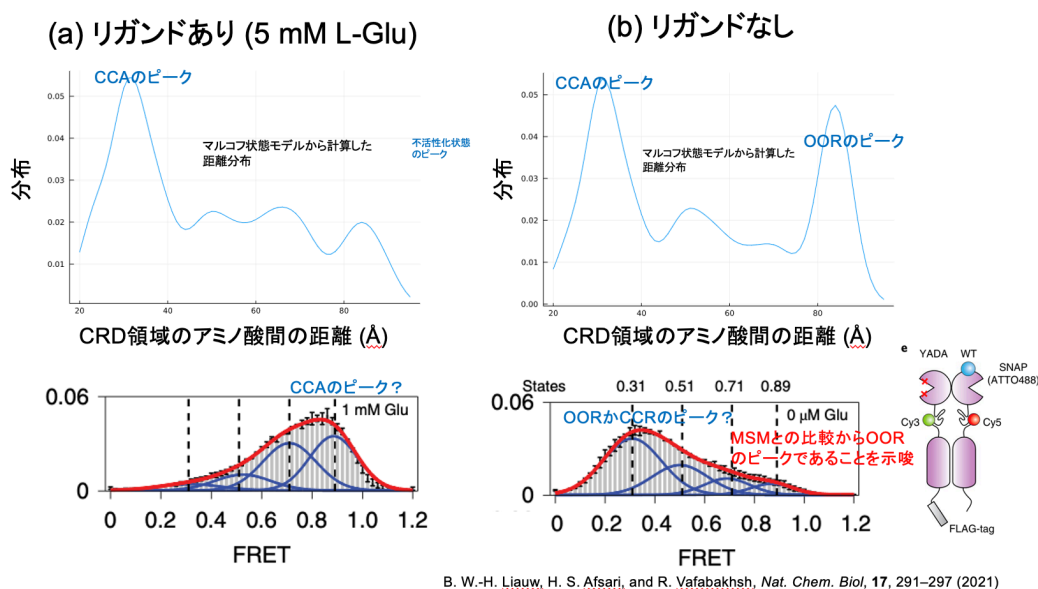 (a) リガンドあり (5 mM L-Glu)
(b) リガンドなし
CCAのピーク
マルコフ状態モデルから計算した
距離分布
不活性化状態
のピーク
分布
0.05
0.04
0.03
0.02
0.01
20
40
60
80
CRD領域のアミノ酸間の距離 (Å)
CCAのピーク
OORのピーク
マルコフ状態モデルから計算した
距離分布
分布
0.05
0.04
0.03
0.02
0.01
0.00
20
40
60
80
CRD領域のアミノ酸間の距離 (Å)
CCAのピーク？
1 mM Glu
0.06
0
0 0.2 0.4 0.6 0.8 1.0 1.2
FRET
States 0.31 0.51 0.71 0.89
0.06
OORかCCRのピーク？
0 µM Glu
MSMとの比較からOOR
のピークであることを示唆
0
0 0.2 0.4 0.6 0.8 1.0 1.2
FRET
e
YADA WT
SNAP
(ATTO488)
Cy3
Cy5
FLAG-tag
B. W.-H. Liauw, H. S. Afsari, and R. Vafabakhsh, Nat. Chem. Biol, 17, 291–297 (2021)